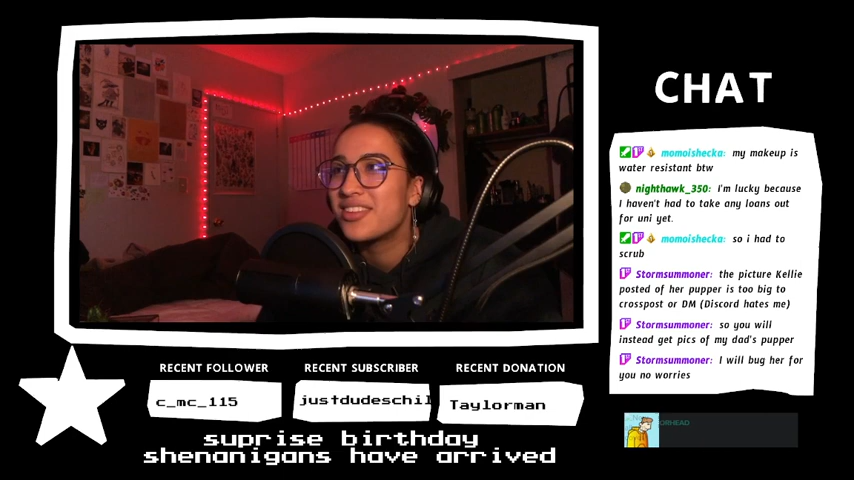 CHAT
momoishecka: my makeup is
water resistant btw
nighthawk_350: I'm lucky because
I haven't had to take any loans out
for uni yet.
momoishecka: so i had to
scrub
Stormsummoner: the picture Kellie
posted of her pupper is too big to
crosspost or DM (Discord hates me)
Stormsummoner: so you will
instead get pics of my dad's pupper
Stormsummoner: I will bug her for
you no worries
RECENT FOLLOWER
RECENT SUBSCRIBER
RECENT DONATION
c_mc_115
justdudeschil
Taylorman
suprise birthday
shenanigans have arrived
ORHEAD